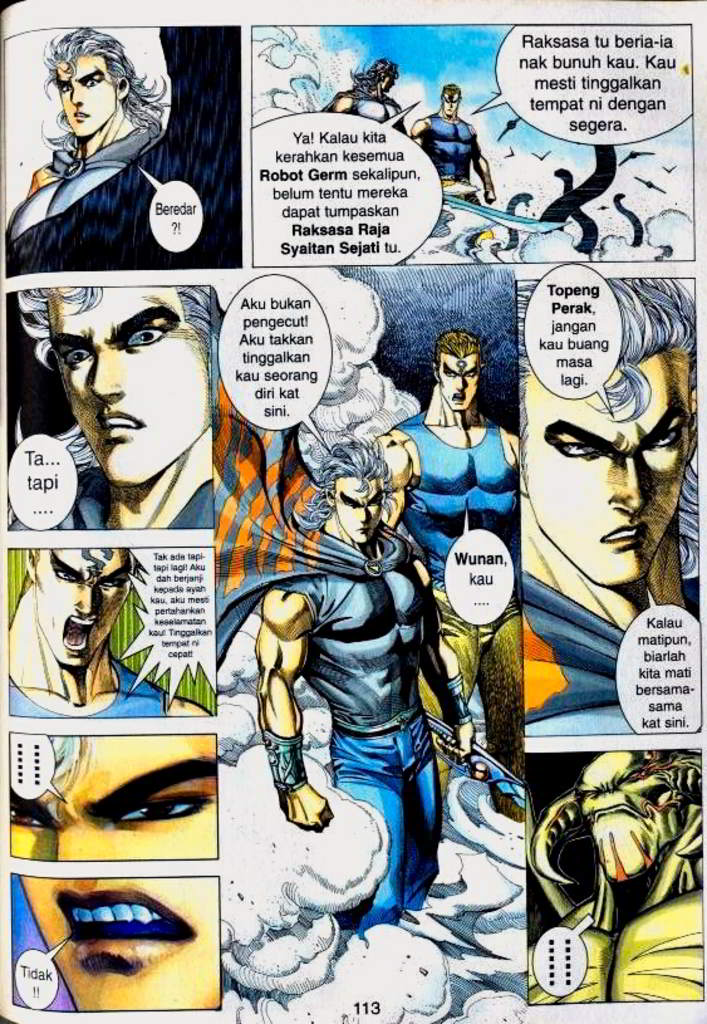 Beredar
?!
Raksasa tu beria-ia
nak bunuh kau. Kau
mesti tinggalkan
tempat ni dengan
segera.
Ya! Kalau kita
kerahkan kesemua
Robot Germ sekalipun,
belum tentu mereka
dapat tumpaskan
Raksasa Raja
Syaitan Sejati tu.
Ta...
tapi
....
Tak ada tapi-
tapi lagi! Aku
dah berjanji
kepada ayah
kau, aku mesti
pertahankan
keselamatan
kau! Tinggalkan
tempat ni
cepat!
Tidak
!!
Aku bukan
pengecut!
Aku takkan
tinggalkan
kau seorang
diri kat
sini.
Wunan,
kau
....
Topeng
Perak,
jangan
kau buang
masa
lagi.
Kalau
matipun,
biarlah
kita mati
bersama-
sama
kat sini.
113